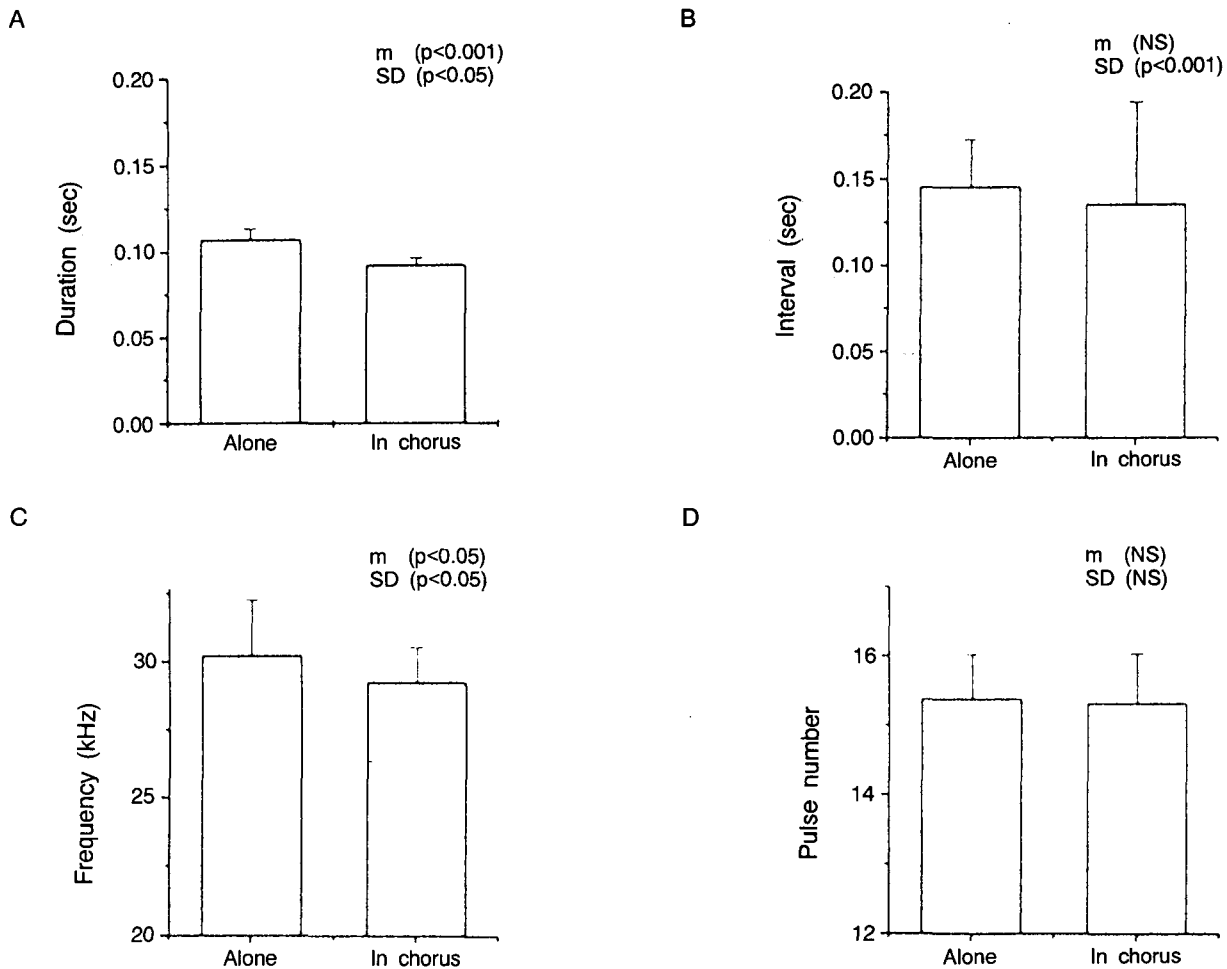 A
m (p<0.001)
SD (p<0.05)
0.20
0.15
0.10
0.05
0.00
Duration (sec)
Alone In chorus
B
m (NS)
SD (p<0.001)
0.20
0.15
0.10
0.05
0.00
Interval (sec)
Alone In chorus
C
m (p<0.05)
SD (p<0.05)
30
25
20
Frequency (kHz)
Alone In chorus
D
m (NS)
SD (NS)
16
14
12
Pulse number
Alone In chorus